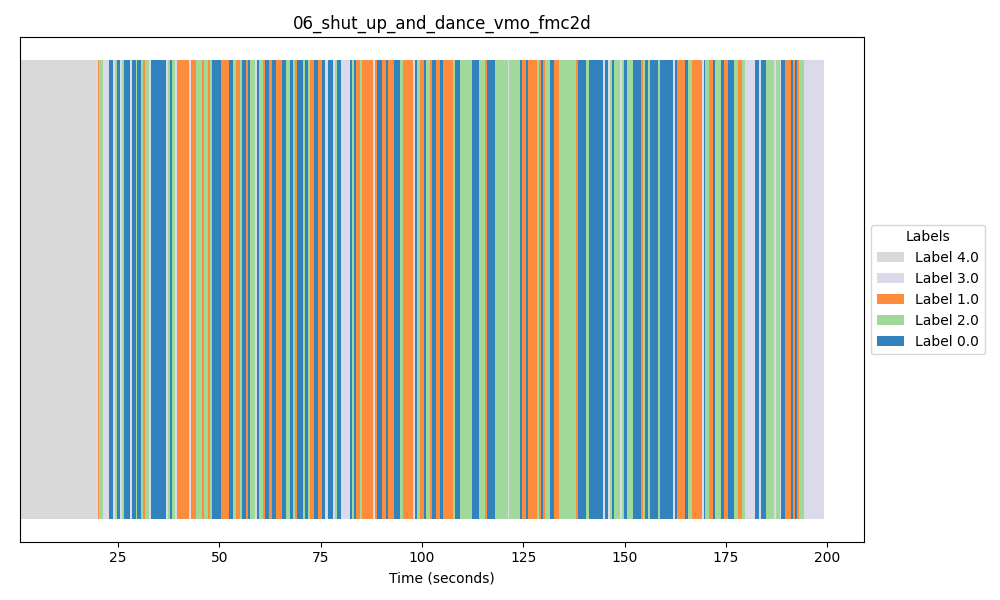 06_shut_up_and_dance_vmo_fmc2d
Labels
Label 4.0
Label 3.0
Label 1.0
Label 2.0
Label 0.0
25 50 75 100 125 150 175 200
Time (seconds)